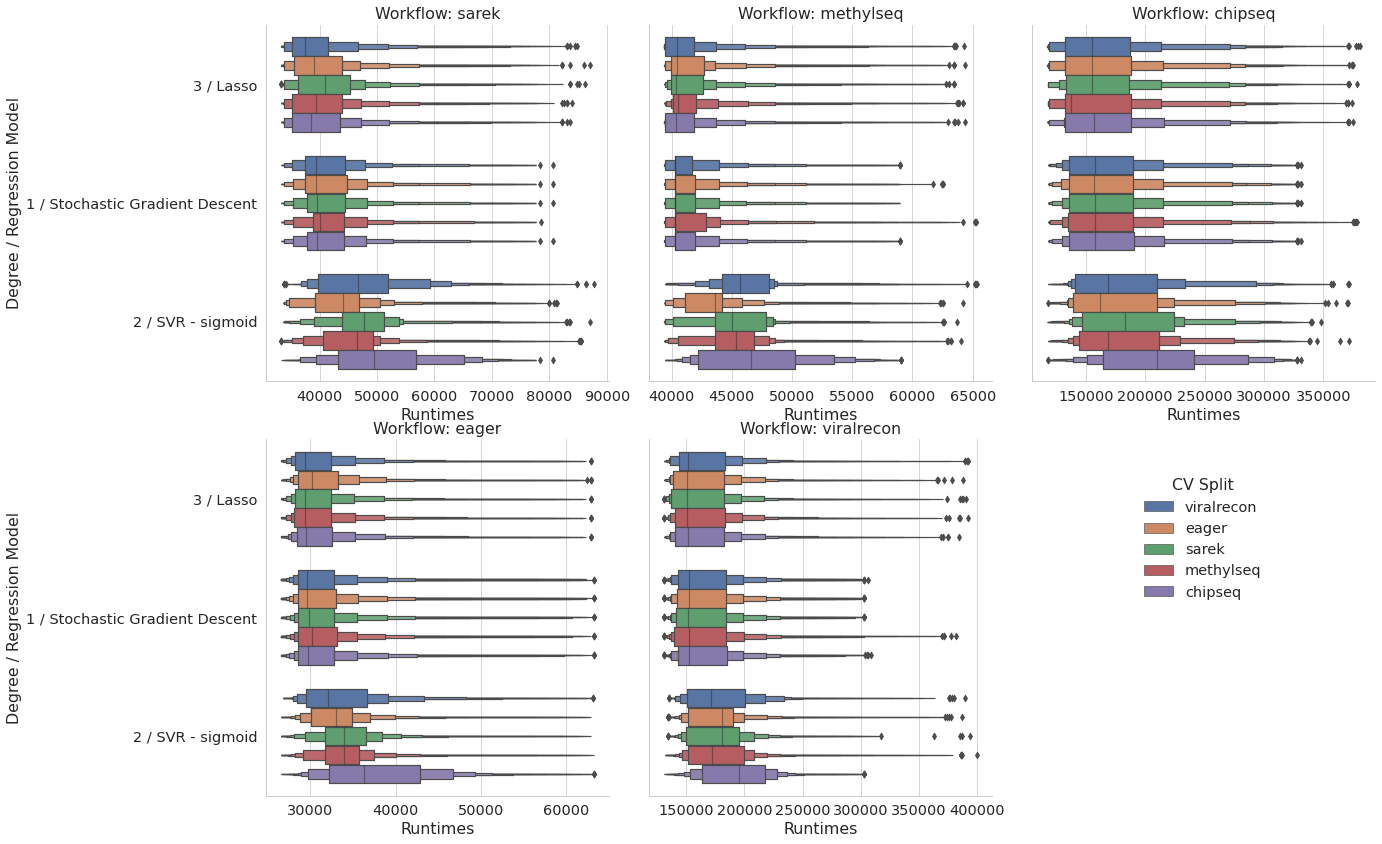 Workflow: sarek
Workflow: methylseq
Workflow: chipseq
Degree / Regression Model
3 / Lasso
1 / Stochastic Gradient Descent
2 / SVR - sigmoid
40000 50000 60000 70000 80000 90000
Runtimes
40000 45000 50000 55000 60000 65000
Runtimes
150000 200000 250000 300000 350000
Runtimes
Workflow: eager
Workflow: viralrecon
Degree / Regression Model
3 / Lasso
1 / Stochastic Gradient Descent
2 / SVR - sigmoid
30000 40000 50000 60000
Runtimes
150000 200000 250000 300000 350000 400000
Runtimes
CV Split
viralrecon
eager
sarek
methylseq
chipseq